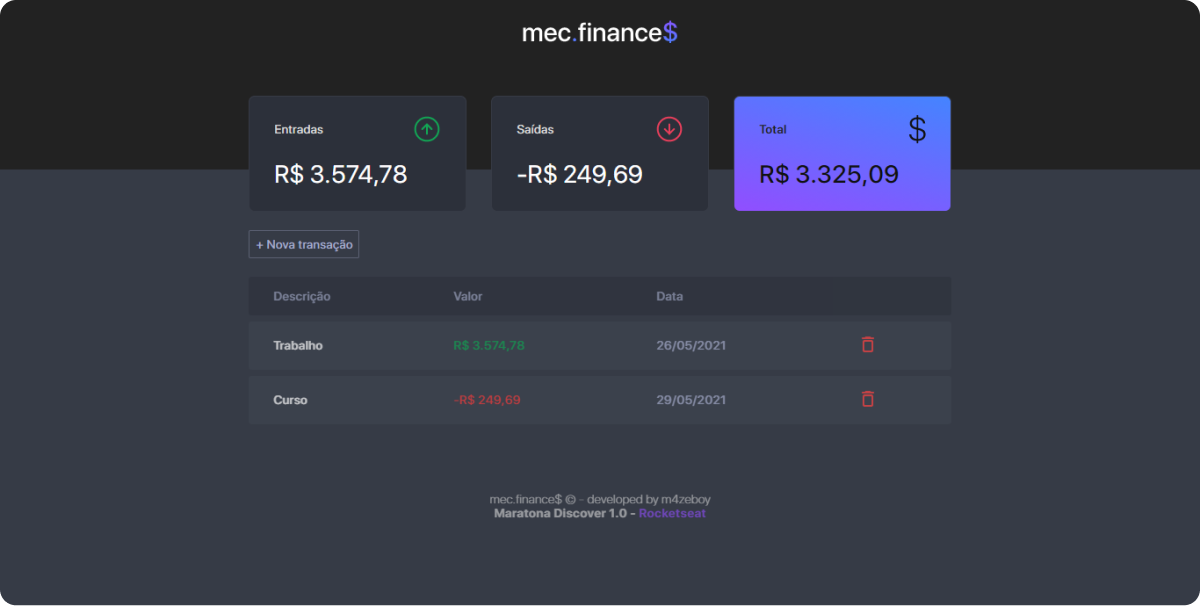 mec.finance$
Entradas
R$ 3.574,78
Saídas
-R$ 249,69
Total
$
R$ 3.325,09
+ Nova transação
Descrição Valor Data
Trabalho R$ 3.574,78 26/05/2021
Curso -R$ 249,69 29/05/2021
mec.finance$ © - developed by m4zeboy
Maratona Discover 1.0 - Rocketseat